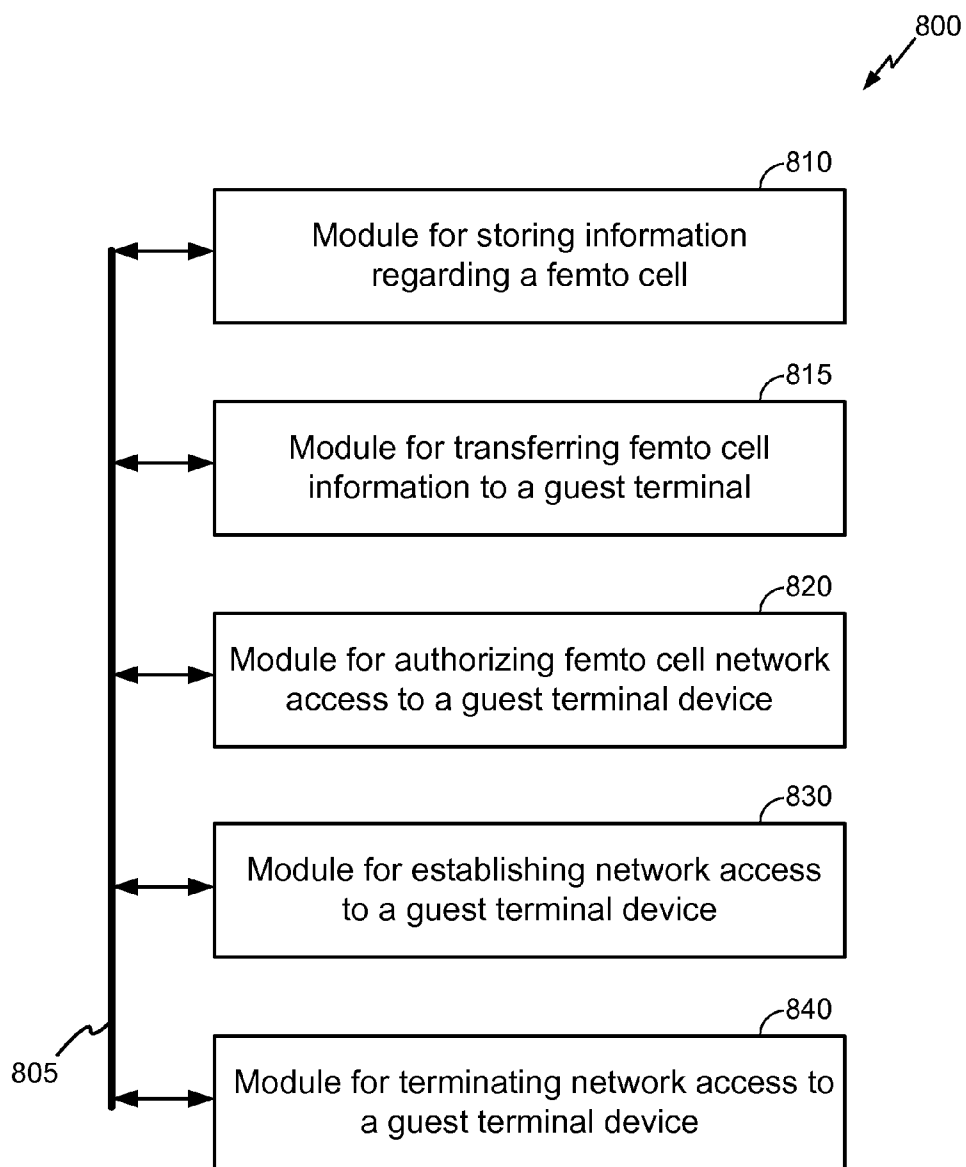 800
810
Module for storing information
regarding a femto cell
815
Module for transferring femto cell
information to a guest terminal
820
Module for authorizing femto cell network
access to a guest terminal device
830
Module for establishing network access
to a guest terminal device
840
805
Module for terminating network access to
a guest terminal device